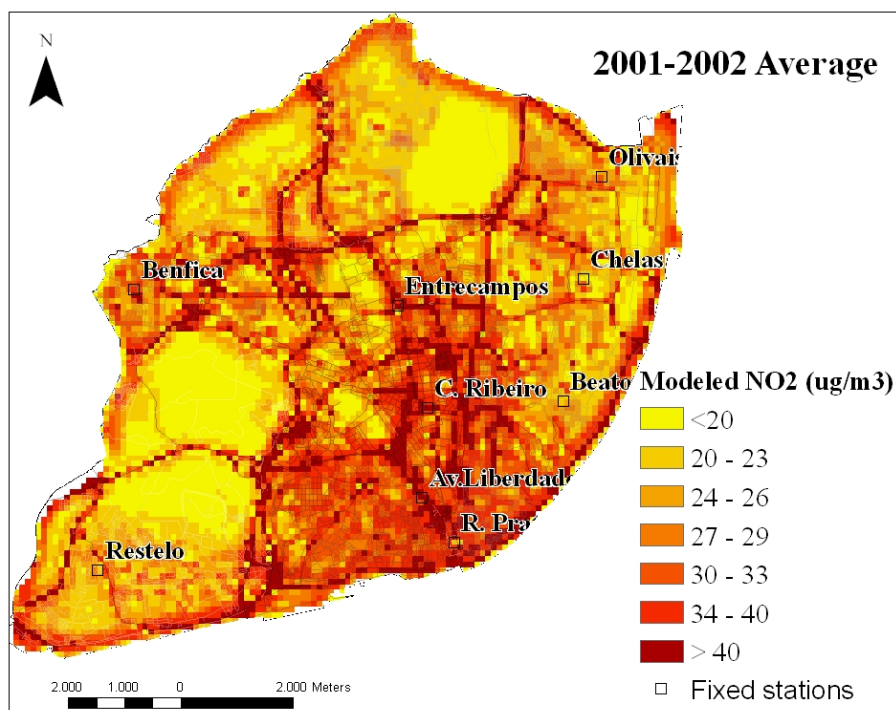 N
2001-2002 Average
Olivais
Benfica
Chelas
Entrecampos
C. Ribeiro
Beato
Modeled NO2 (ug/m3)
<20
20 - 23
24 - 26
27 - 29
30 - 33
34 - 40
> 40
Fixed stations
Av.Liberdade
R. Pra
Restelo
2.000 1.000 0 2.000 Meters